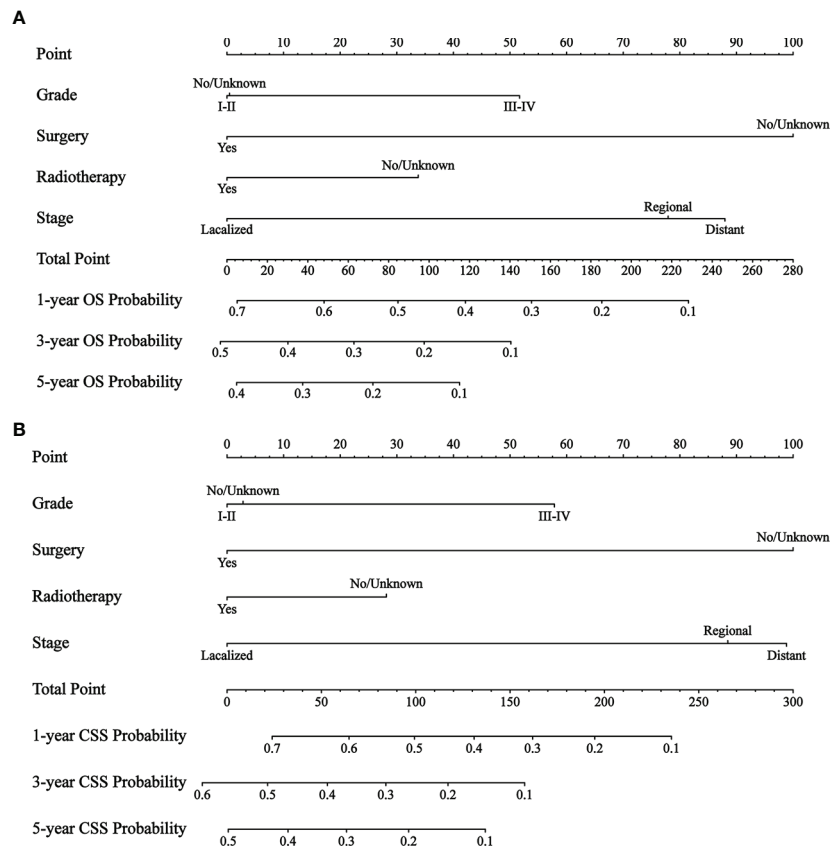 A
Point
0 10 20 30 40 50 60 70 80 90 100
No/Unknown
Grade
I-II III-IV
No/Unknown
Surgery
Yes
No/Unknown
Radiotherapy
Yes
Regional
Stage
Lacalized Distant
Total Point
0 20 40 60 80 100 120 140 160 180 200 220 240 260 280
1-year OS Probability
0.7 0.6 0.5 0.4 0.3 0.2 0.1
3-year OS Probability
0.5 0.4 0.3 0.2 0.1
5-year OS Probability
0.4 0.3 0.2 0.1
B
Point
0 10 20 30 40 50 60 70 80 90 100
No/Unknown
Grade
I-II III-IV
No/Unknown
Surgery
Yes
No/Unknown
Radiotherapy
Yes
Regional
Stage
Lacalized Distant
Total Point
0 50 100 150 200 250 300
1-year CSS Probability
0.7 0.6 0.5 0.4 0.3 0.2 0.1
3-year CSS Probability
0.6 0.5 0.4 0.3 0.2 0.1
5-year CSS Probability
0.5 0.4 0.3 0.2 0.1